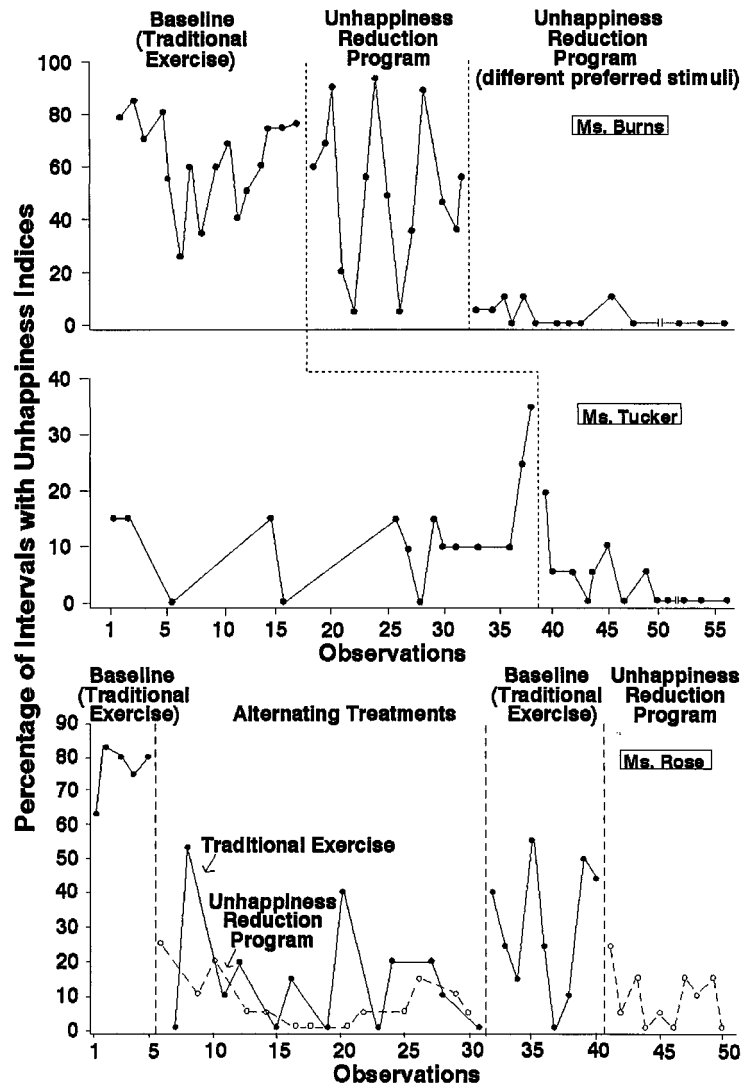 Percentage of Intervals with Unhappiness Indices
Baseline
(Traditional
Exercise)
Unhappiness
Reduction
Program
Unhappiness
Reduction
Program
(different preferred stimuli)
100
80
60
40
20
0
Ms. Burns
40
30
20
10
0
Ms. Tucker
1 5 10 15 20 25 30 35 40 45 50 55
Observations
Baseline
(Traditional
Exercise)
Alternating Treatments
Baseline
(Traditional
Exercise)
Unhappiness
Reduction
Program
90
80
70
60
50
40
30
20
10
0
Ms. Rose
Traditional Exercise
Unhappiness
Reduction
Program
1 5 10 15 20 25 30 35 40 45 50
Observations